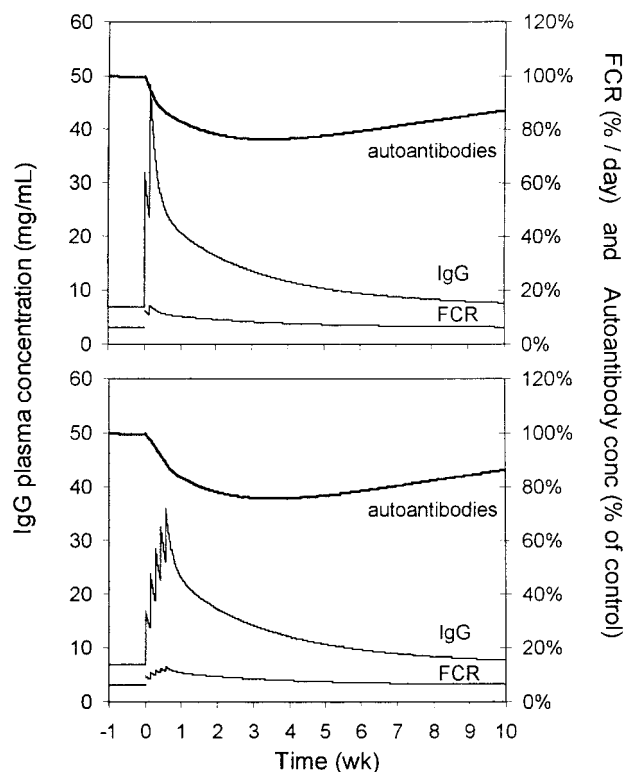 60
50
40
30
20
10
0
120%
100%
80%
60%
40%
20%
0%
autoantibodies
IgG
FCR
60
50
40
30
20
10
0
120%
100%
80%
60%
40%
20%
0%
autoantibodies
IgG
FCR
-1 0 1 2 3 4 5 6 7 8 9 10
Time (wk)
IgG plasma concentration (mg/mL)
FCR (% / day) and Autoantibody conc (% of control)